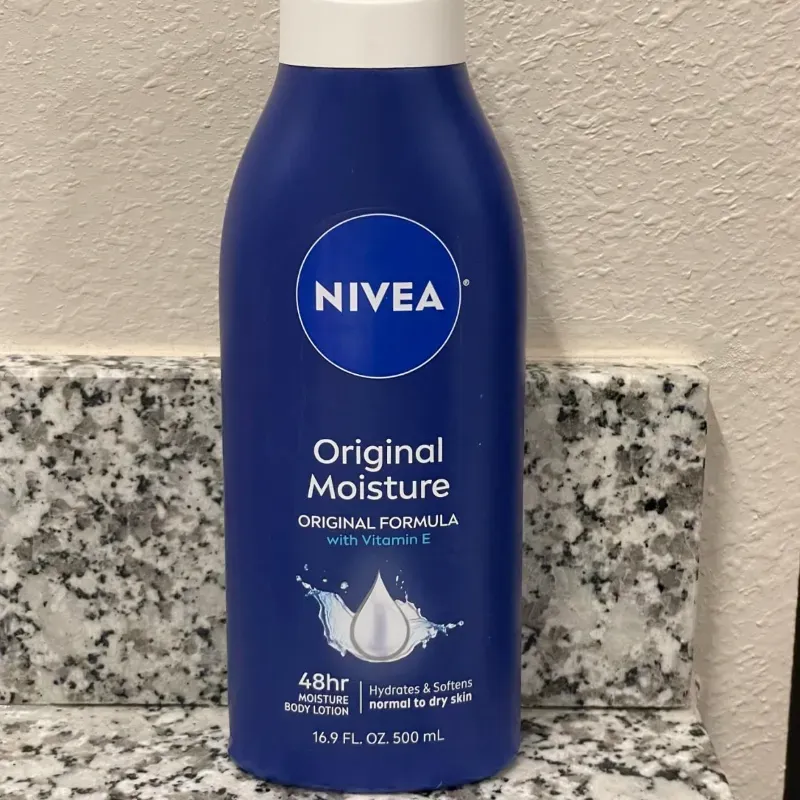 NIVEA®
Original
Moisture
ORIGINAL FORMULA
with Vitamin E
48hr
MOISTURE
BODY LOTION
Hydrates & Softens
normal to dry skin
16.9 FL. OZ. 500 mL